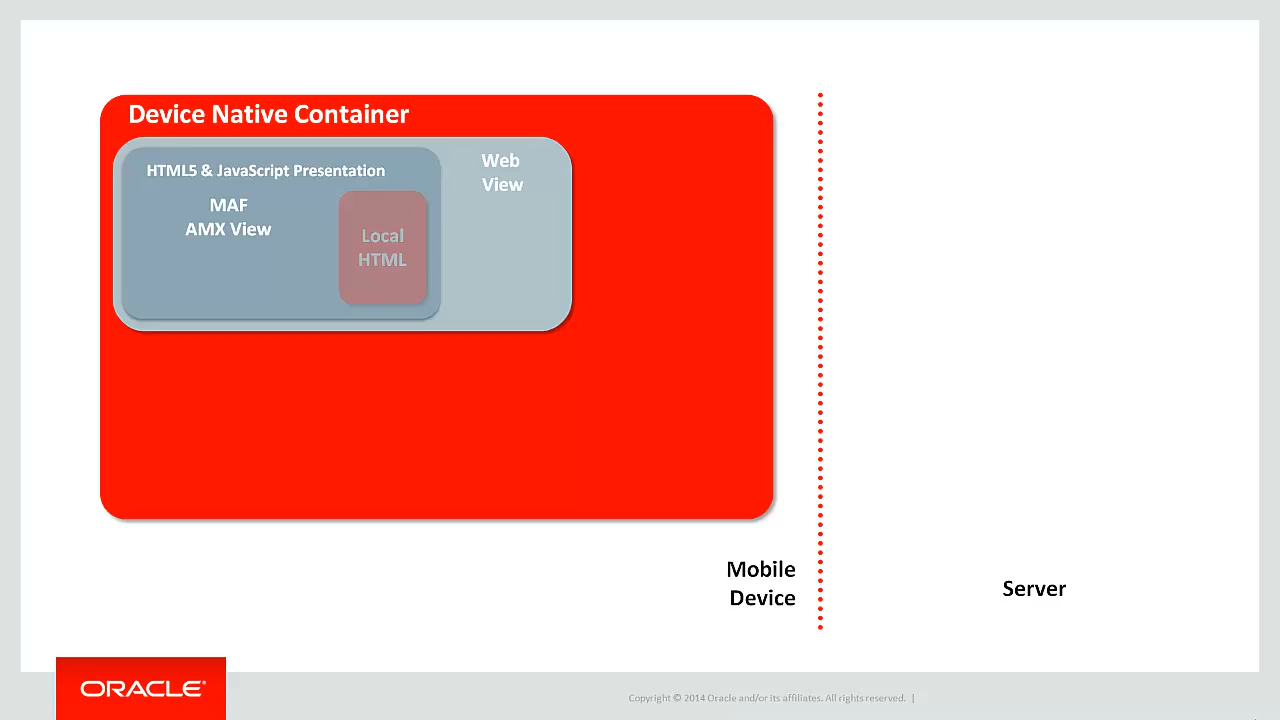 Device Native Container
HTML5 & JavaScript Presentation
MAF
AMX View
Local
HTML
Web
View
Mobile
Device
Server
ORACLE®
Copyright © 2014 Oracle and/or its affiliates. All rights reserved. |